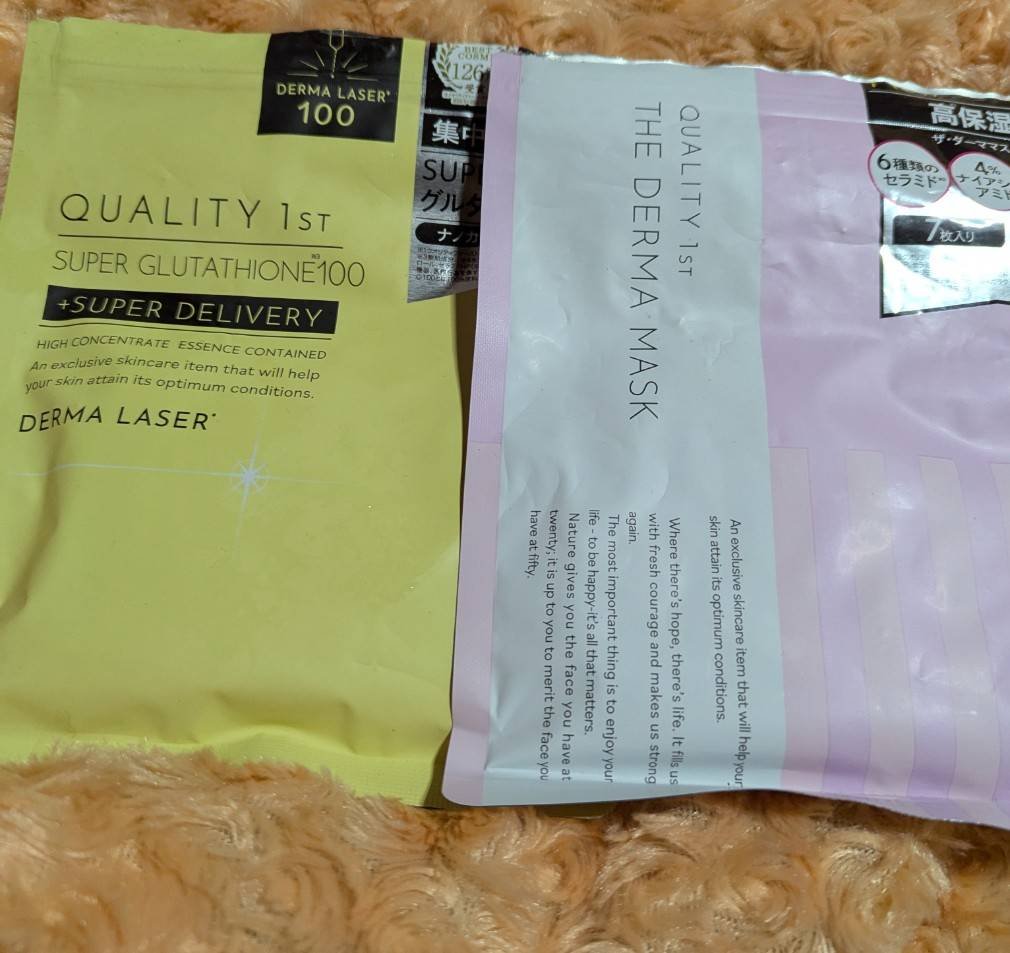 DERMA LASER*
100
QUALITY 1ST
SUPER GLUTATHIONE※3100
+SUPER DELIVERY
HIGH CONCENTRATE ESSENCE CONTAINED
An exclusive skincare item that will help
your skin attain its optimum conditions.
DERMA LASER*
BEST
COSM
126
集中
SUP
グル
ナノカ
QUALITY 1ST
THE DERMA MASK
An exclusive skincare item that will help your
skin attain its optimum conditions.
Where there's hope, there's life. It fills us
with fresh courage and makes us strong
again.
The most important thing is to enjoy your
life - to be happy-it's all that matters.
Nature gives you the face you have at
twenty; it is up to you to merit the face you
have at fifty.
高保湿
ザ・ダーママス
6種類の
セラミド
4%
ナイアシ
アミ
7枚入り